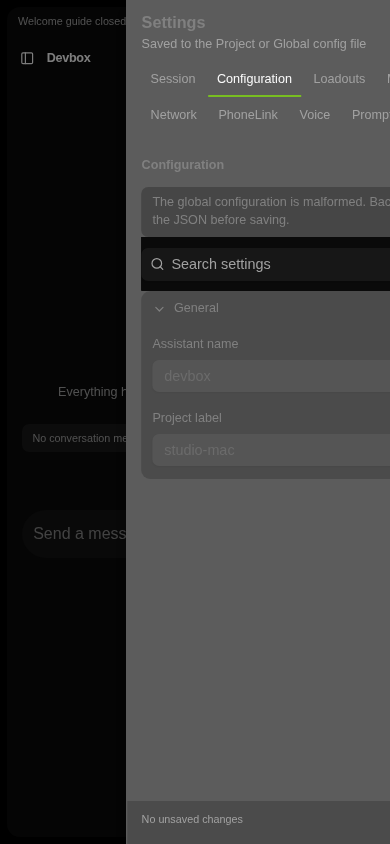 Welcome guide closed
Devbox
Everything h
No conversation me
Send a mess
Settings
Saved to the Project or Global config file
Session Configuration Loadouts
Network PhoneLink Voice Promp
Configuration
The global configuration is malformed. Bac
the JSON before saving.
Search settings
General
Assistant name
devbox
Project label
studio-mac
No unsaved changes